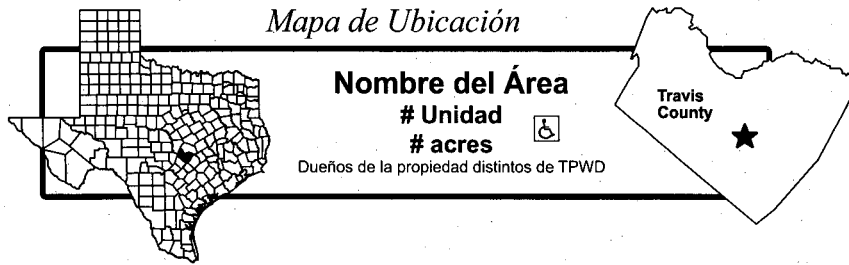 Mapa de Ubicación
Nombre del Área
# Unidad
# acres
Dueños de la propiedad distintos de TPWD
Travis
County